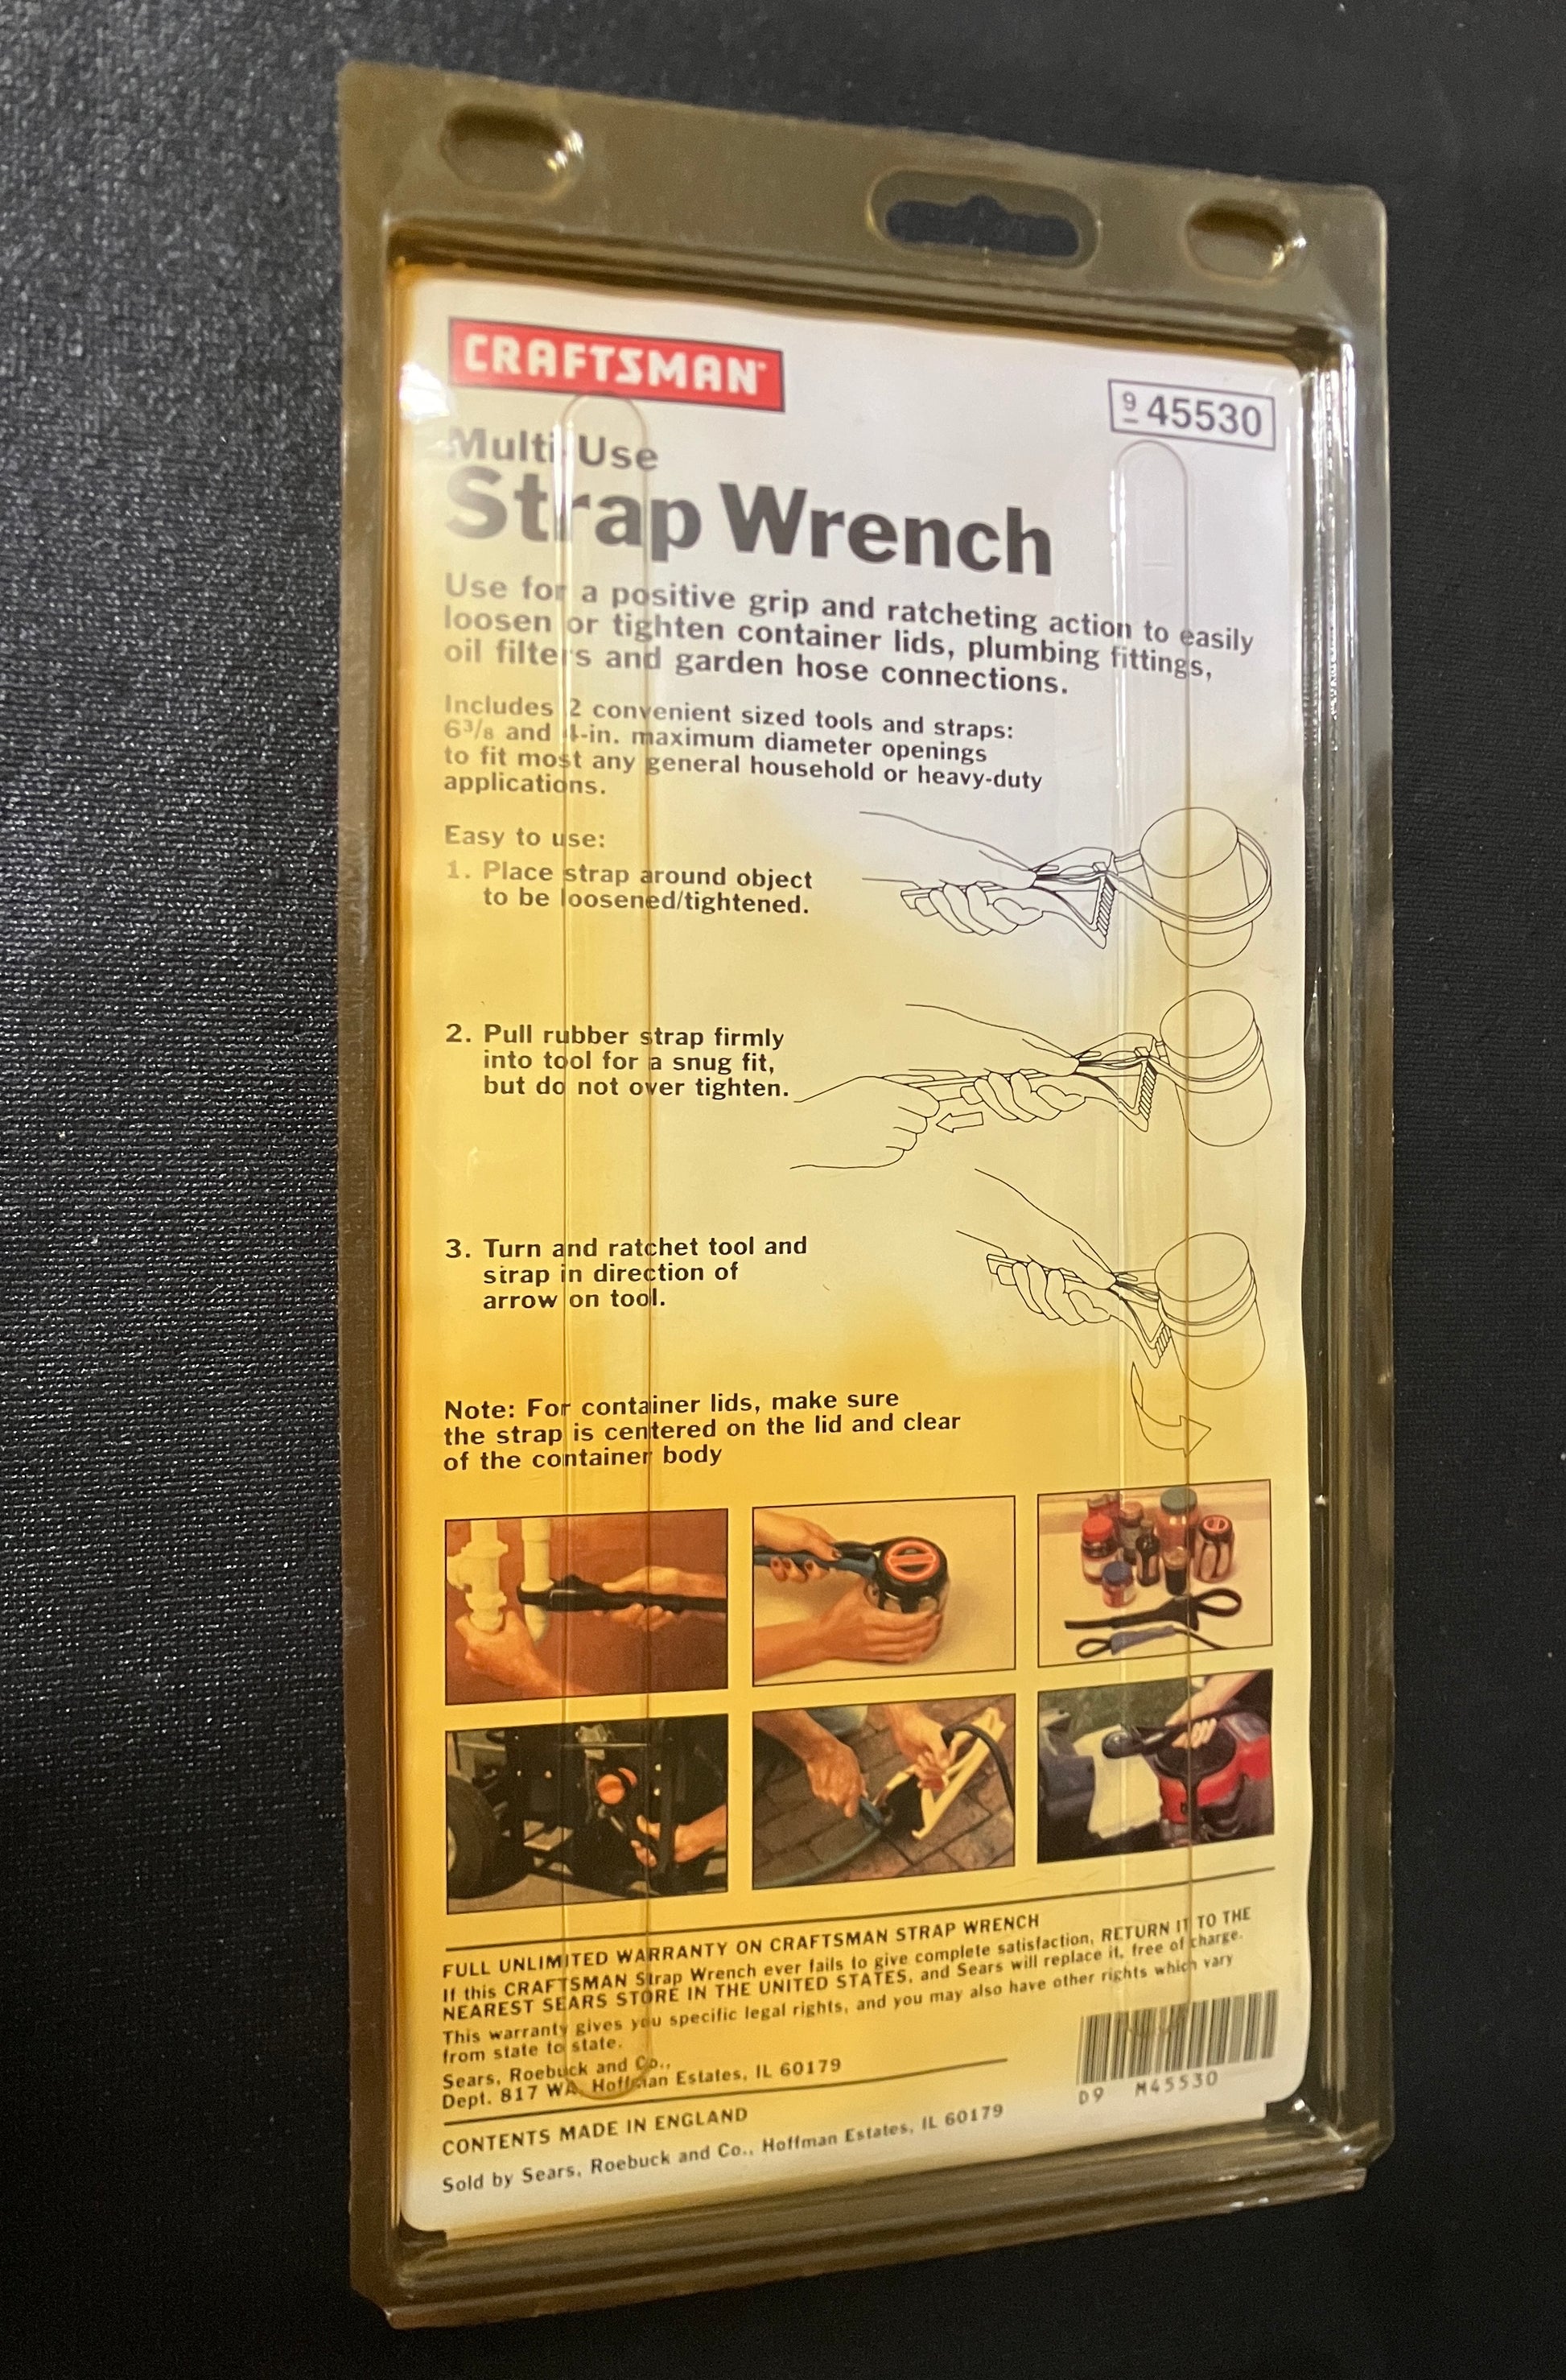 CRAFTSMAN®
9 45530
Multi-Use
Strap Wrench
Use for a positive grip and ratcheting action to easily
loosen or tighten container lids, plumbing fittings,
oil filters and garden hose connections.
Includes 2 convenient sized tools and straps:
6³/₈ and 4-in. maximum diameter openings
to fit most any general household or heavy-duty
applications.
Easy to use:
1. Place strap around object
to be loosened/tightened.
2. Pull rubber strap firmly
into tool for a snug fit,
but do not over tighten.
3. Turn and ratchet tool and
strap in direction of
arrow on tool.
Note: For container lids, make sure
the strap is centered on the lid and clear
of the container body
FULL UNLIMITED WARRANTY ON CRAFTSMAN STRAP WRENCH
If this CRAFTSMAN Strap Wrench ever fails to give complete satisfaction, RETURN IT TO THE
NEAREST SEARS STORE IN THE UNITED STATES, and Sears will replace it, free of charge.
This warranty gives you specific legal rights, and you may also have other rights which vary
from state to state.
Sears, Roebuck and Co.,
Dept. 817 WA, Hoffman Estates, IL 60179
CONTENTS MADE IN ENGLAND
Sold by Sears, Roebuck and Co., Hoffman Estates, IL 60179
D9 M45530